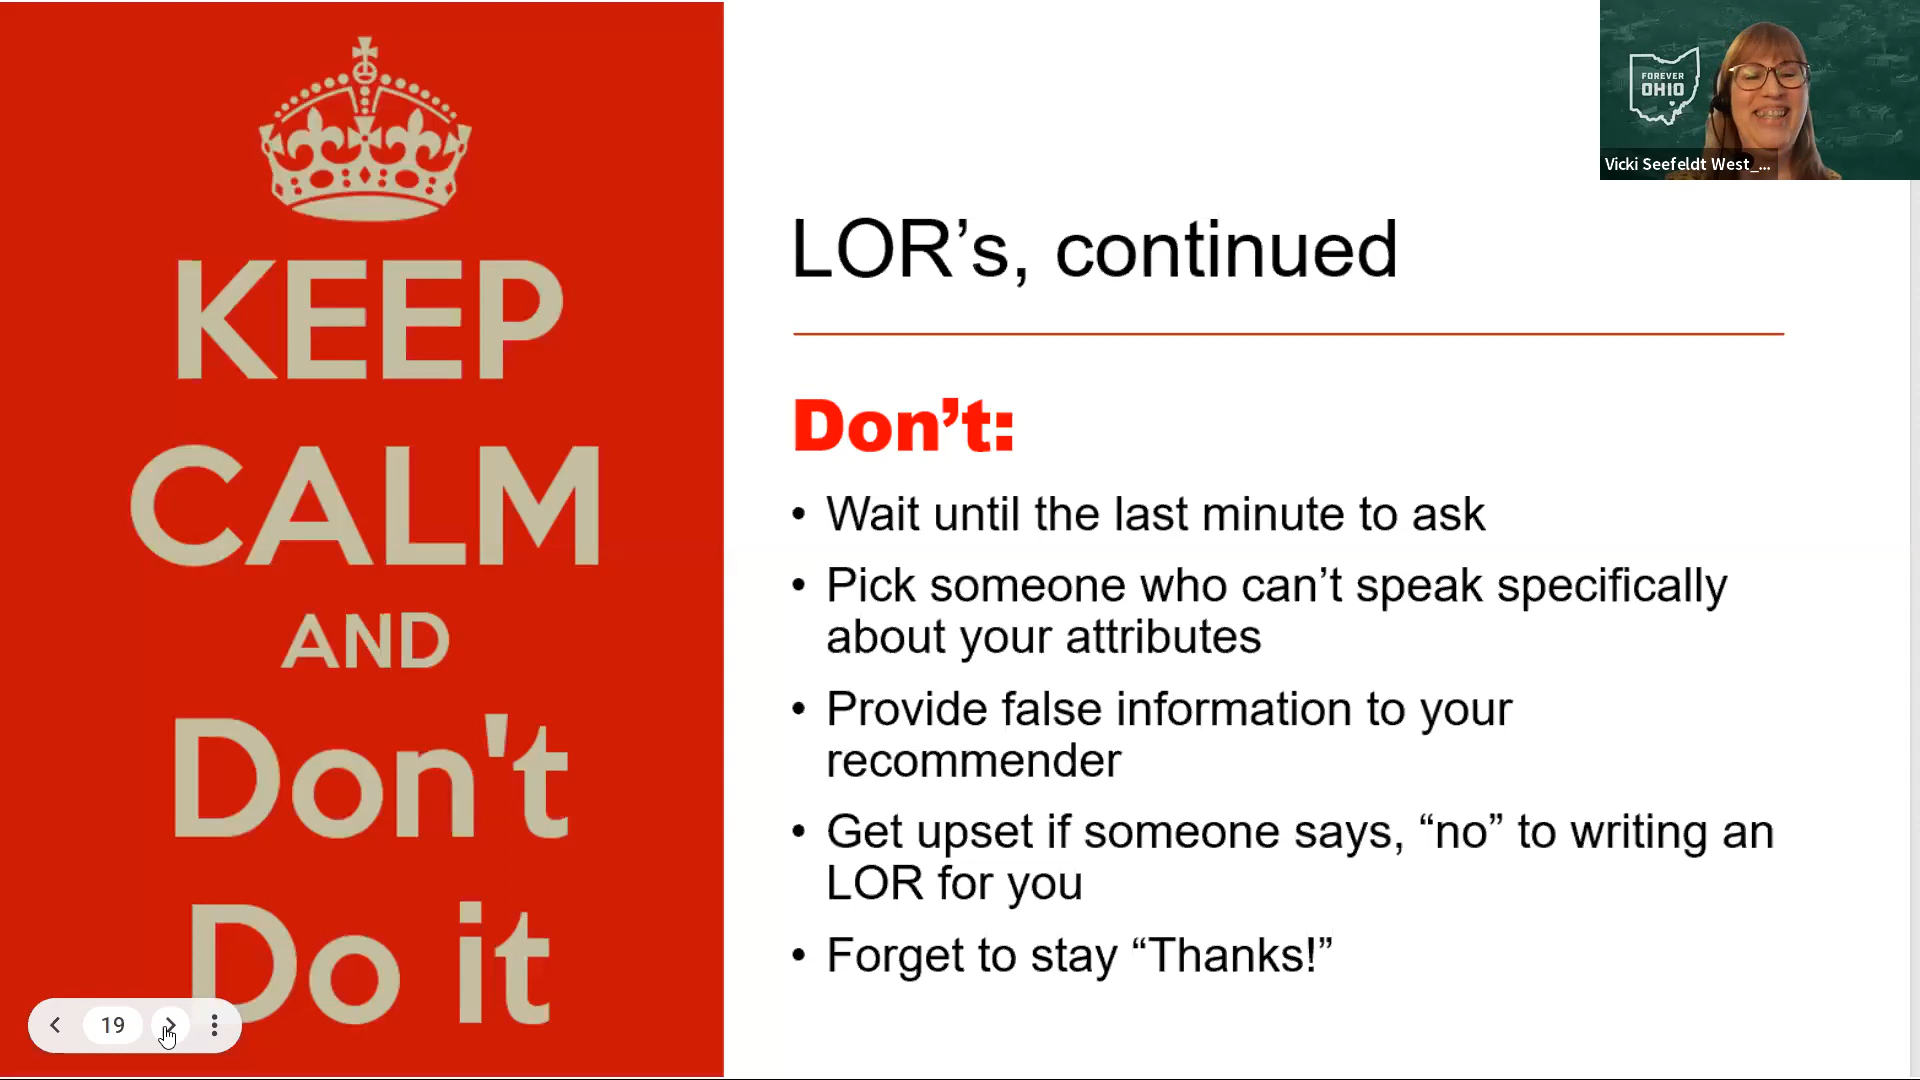 KEEP
CALM
AND
Don't
Do it
19
LOR’s, continued
Don’t:
• Wait until the last minute to ask
• Pick someone who can’t speak specifically
about your attributes
• Provide false information to your
recommender
• Get upset if someone says, “no” to writing an
LOR for you
• Forget to stay “Thanks!”
FOREVER
OHIO
Vicki Seefeldt West_...